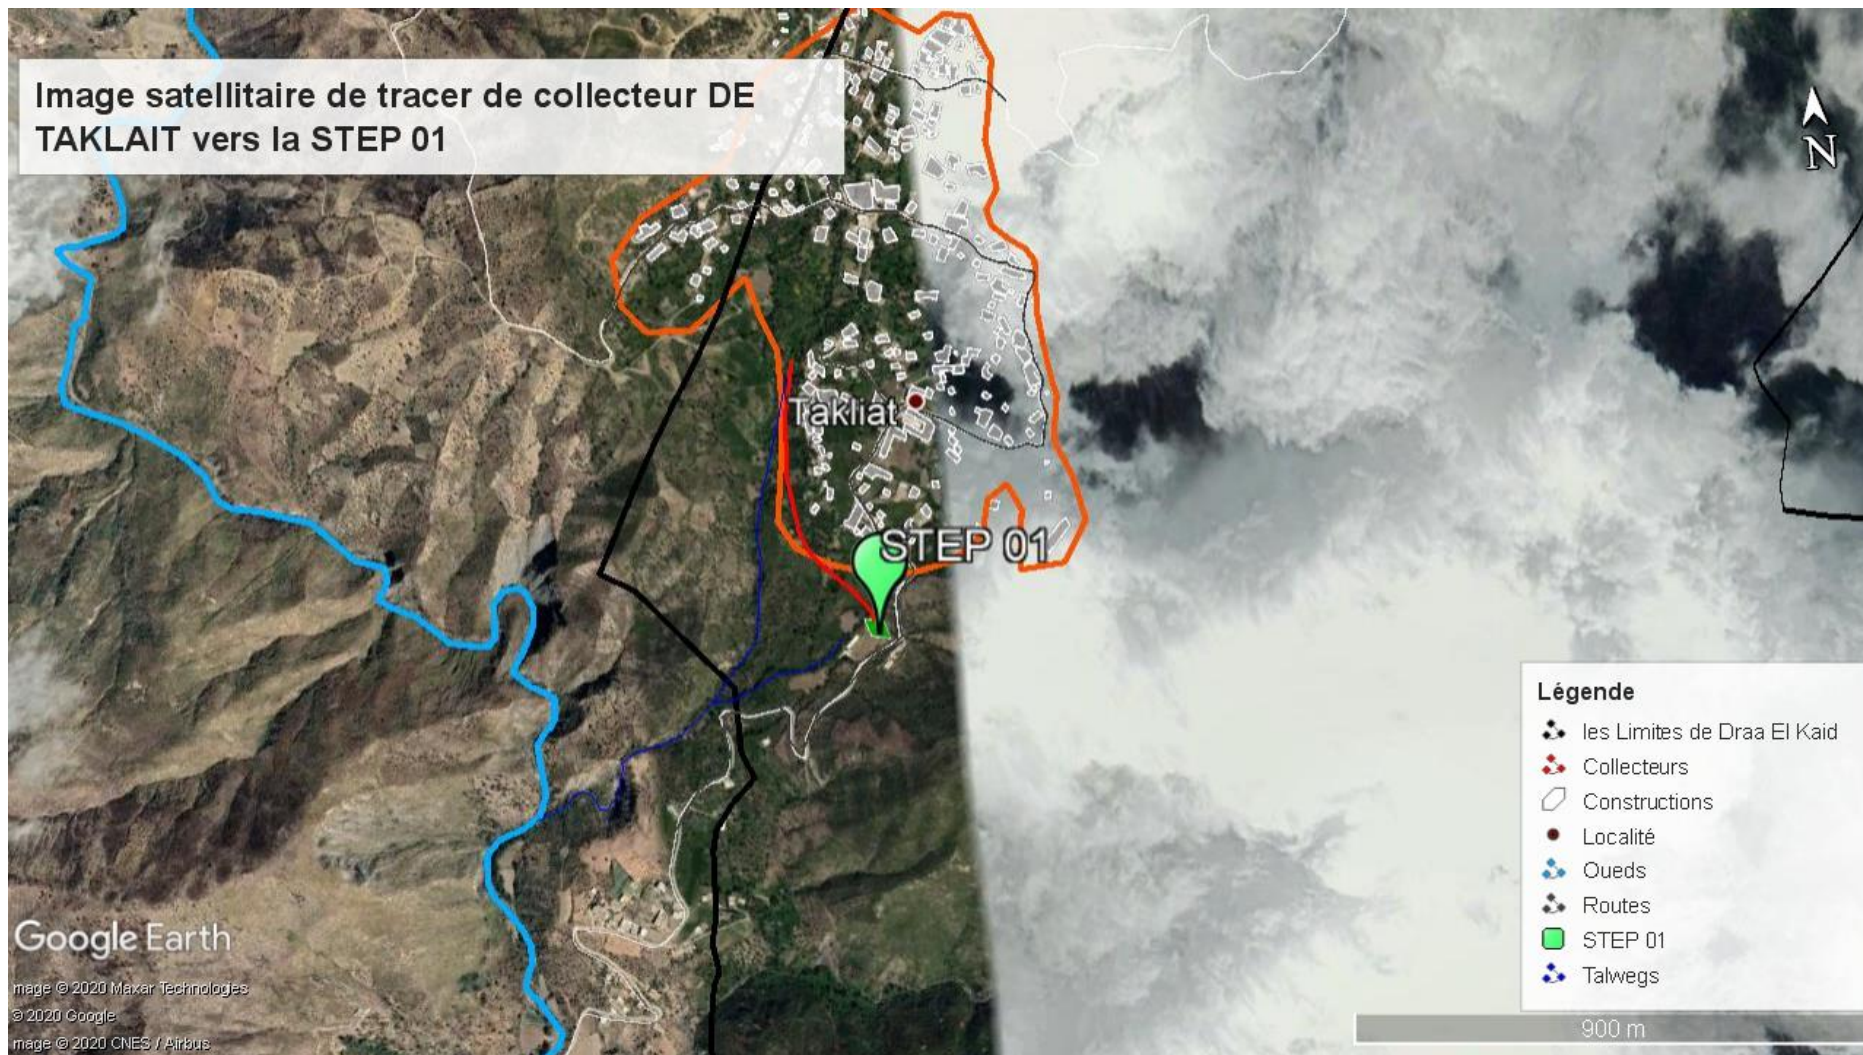 Image satellitaire de tracer de collecteur DE
TAKLAIT vers la STEP 01
N
Takliat
STEP 01
Légende
les Limites de Draa El Kaid
Collecteurs
Constructions
Localité
Oueds
Routes
STEP 01
Talwegs
Google Earth
mage © 2020 Maxar Technologies
© 2020 Google
mage © 2020 CNES / Airbus
900 m